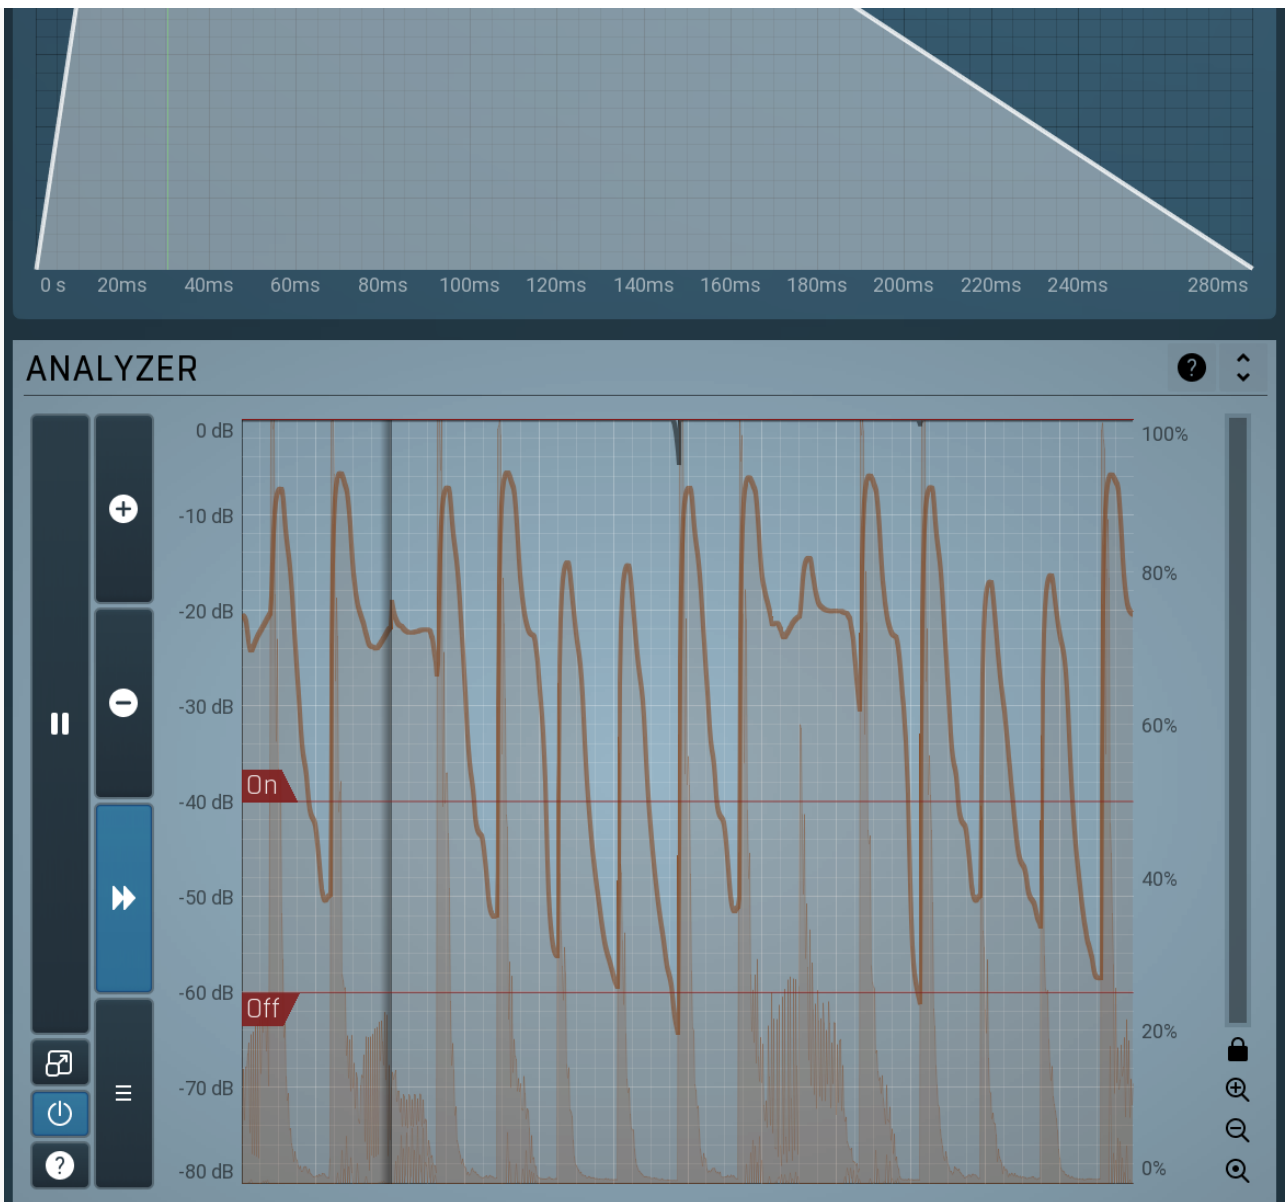 0 s 20ms 40ms 60ms 80ms 100ms 120ms 140ms 160ms 180ms 200ms 220ms 240ms 280ms
ANALYZER
?
0 dB 100%
-10 dB
80%
-20 dB
-30 dB 60%
On
-40 dB
40%
-50 dB
-60 dB
Off
20%
-70 dB
-80 dB 0%
?